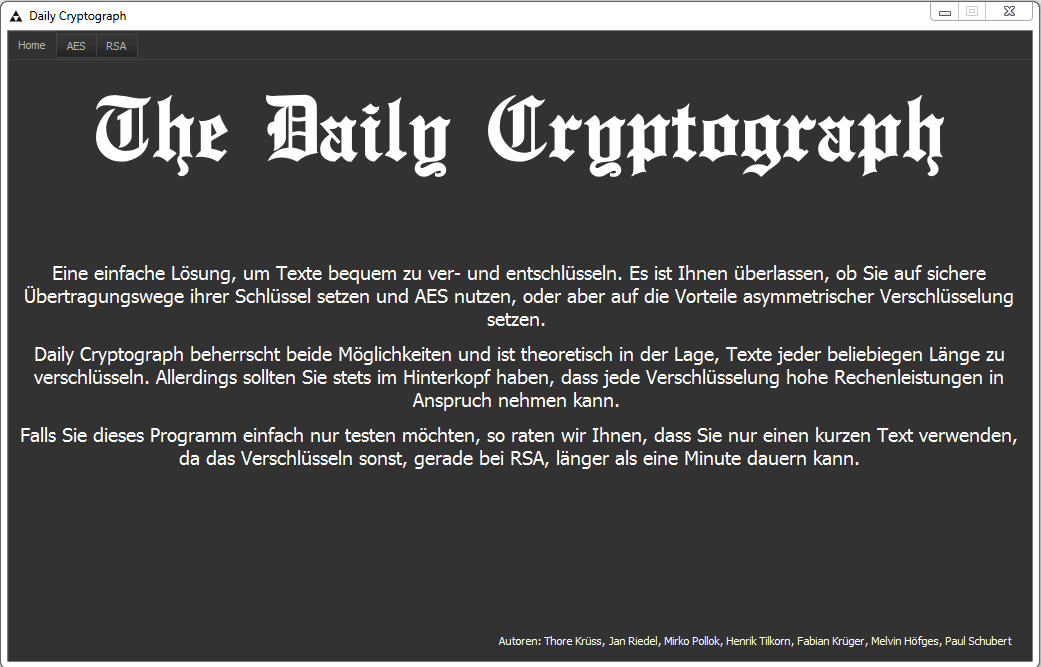 Daily Cryptograph
Home AES RSA
The Daily Cryptograph
Eine einfache Lösung, um Texte bequem zu ver- und entschlüsseln. Es ist Ihnen überlassen, ob Sie auf sichere
Übertragungswege ihrer Schlüssel setzen und AES nutzen, oder aber auf die Vorteile asymmetrischer Verschlüsselung
setzen.
Daily Cryptograph beherrscht beide Möglichkeiten und ist theoretisch in der Lage, Texte jeder beliebiegen Länge zu
verschlüsseln. Allerdings sollten Sie stets im Hinterkopf haben, dass jede Verschlüsselung hohe Rechenleistungen in
Anspruch nehmen kann.
Falls Sie dieses Programm einfach nur testen möchten, so raten wir Ihnen, dass Sie nur einen kurzen Text verwenden,
da das Verschlüsseln sonst, gerade bei RSA, länger als eine Minute dauern kann.
Autoren: Thore Krüss, Jan Riedel, Mirko Pollok, Henrik Tilkorn, Fabian Krüger, Melvin Höfges, Paul Schubert